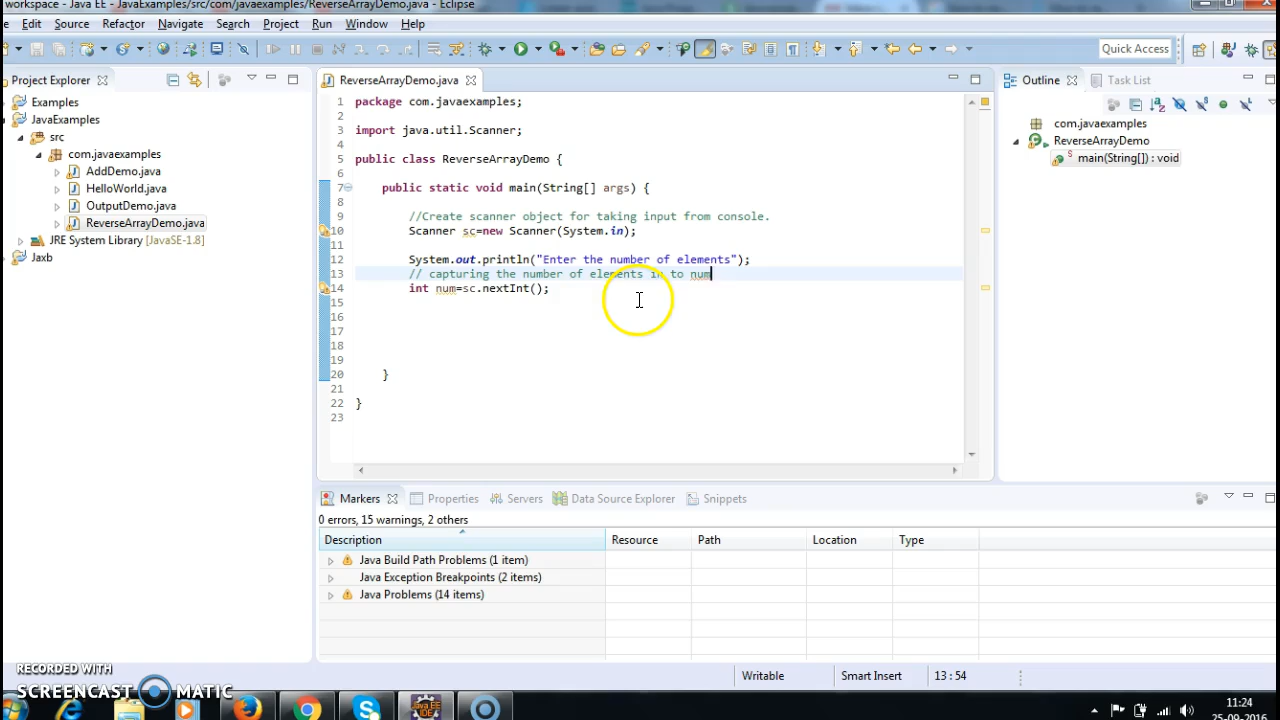 workspace - Java EE - JavaExamples/src/com/javaexamples/ReverseArrayDemo.java - Eclipse
Edit Source Refactor Navigate Search Project Run Window Help
Quick Access
Project Explorer
Examples
JavaExamples
src
com.javaexamples
AddDemo.java
HelloWorld.java
OutputDemo.java
ReverseArrayDemo.java
JRE System Library [JavaSE-1.8]
Jaxb
ReverseArrayDemo.java
1 package com.javaexamples;
2
3 import java.util.Scanner;
4
5 public class ReverseArrayDemo {
6
7 public static void main(String[] args) {
8
9 //Create scanner object for taking input from console.
10 Scanner sc=new Scanner(System.in);
11
12 System.out.println("Enter the number of elements");
13 // capturing the number of elements in to num
14 int num=sc.nextInt();
15
16
17
18
19
20 }
21
22 }
23
Outline Task List
com.javaexamples
ReverseArrayDemo
main(String[]) : void
Markers Properties Servers Data Source Explorer Snippets
0 errors, 15 warnings, 2 others
Description Resource Path Location Type
Java Build Path Problems (1 item)
Java Exception Breakpoints (2 items)
Java Problems (14 items)
Writable Smart Insert 13 : 54
RECORDED WITH
SCREENCAST MATIC
Java EE
IDE
11:24
25-09-2016